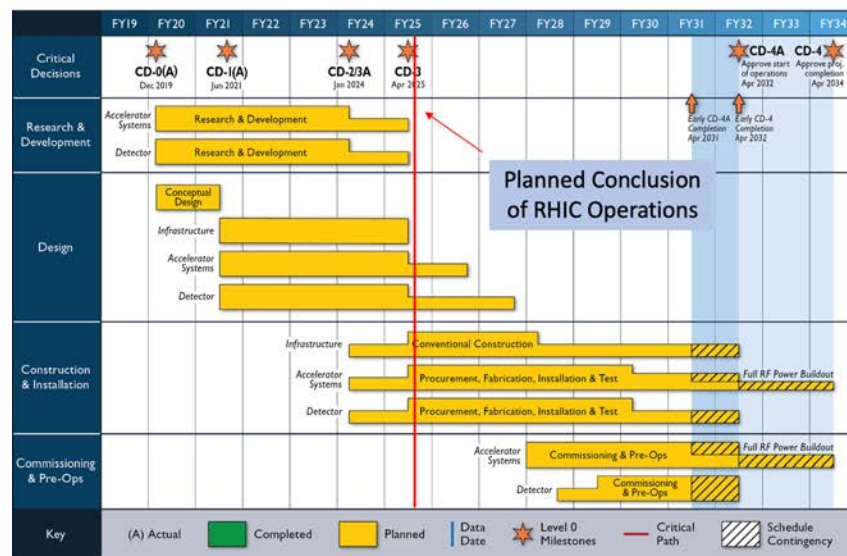 FY19 FY20 FY21 FY22 FY23 FY24 FY25 FY26 FY27 FY28 FY29 FY30 FY31 FY32 FY33 FY34
Critical
Decisions
CD-0(A)
Dec 2019
CD-1(A)
Jun 2021
CD-2/3A
Jan 2024
CD-3
Apr 2025
CD-4A
Approve start
of operations
Apr 2032
CD-4
Approve proj.
completion
Apr 2034
Early CD-4A
Completion
Apr 2031
Early CD-4
Completion
Apr 2032
Research &
Development
Accelerator
Systems
Research & Development
Detector
Research & Development
Planned Conclusion
of RHIC Operations
Design
Conceptual
Design
Infrastructure
Accelerator
Systems
Detector
Construction
& Installation
Infrastructure
Conventional Construction
Accelerator
Systems
Procurement, Fabrication, Installation & Test
Full RF Power Buildout
Detector
Procurement, Fabrication, Installation & Test
Commissioning
& Pre-Ops
Accelerator
Systems
Commissioning & Pre-Ops
Full RF Power Buildout
Detector
Commissioning
& Pre-Ops
Key
(A) Actual
Completed
Planned
Data
Date
Level 0
Milestones
Critical
Path
Schedule
Contingency